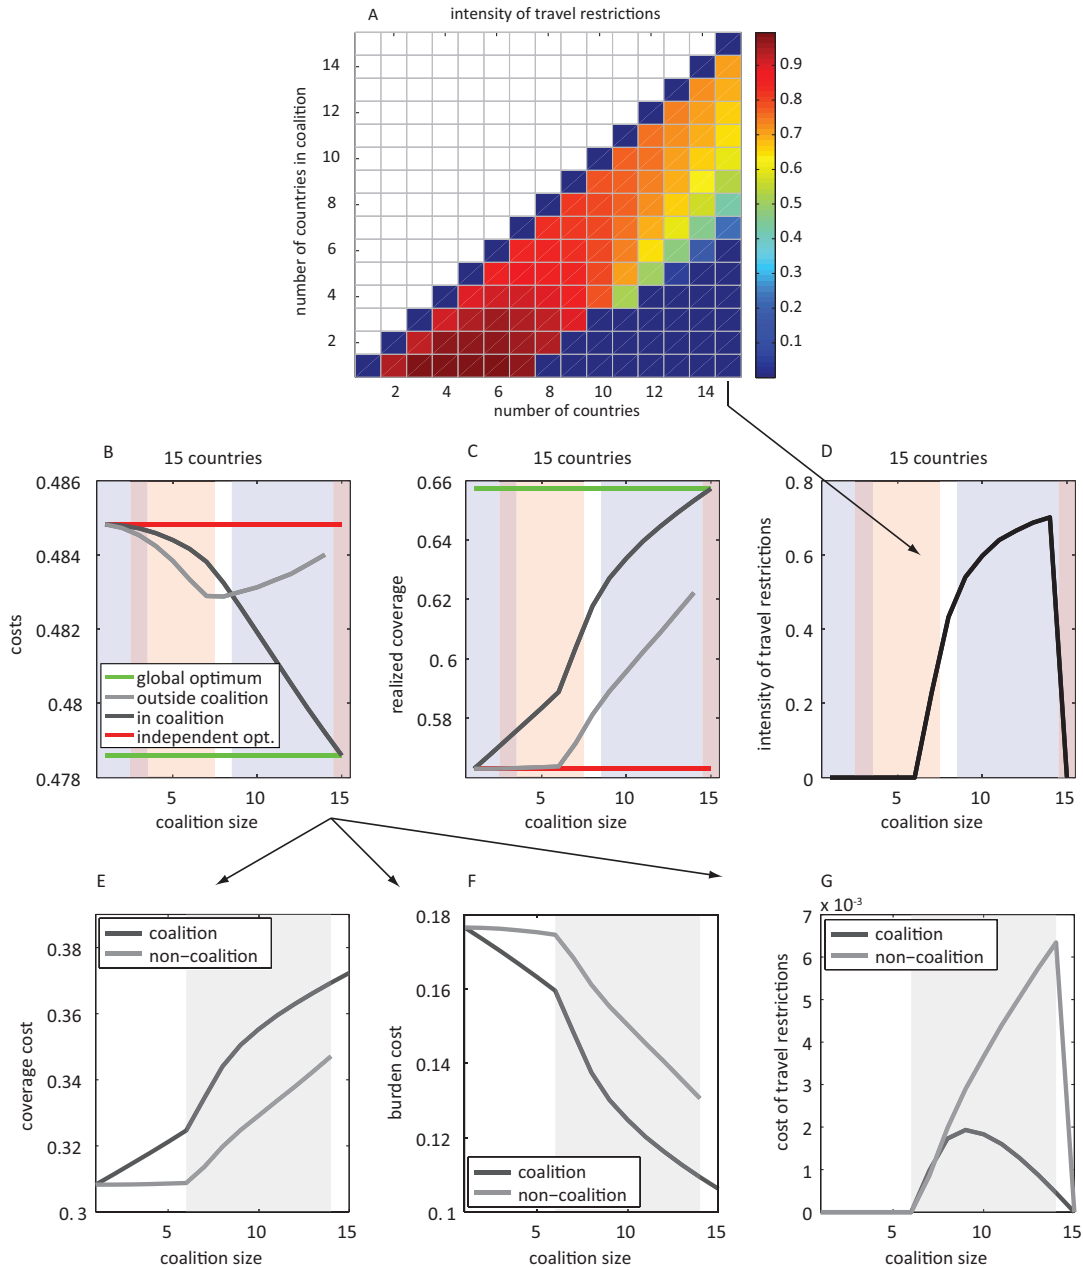 A intensity of travel restrictions
number of countries in coalition
14
12
10
8
6
4
2
2 4 6 8 10 12 14
number of countries
0.9
0.8
0.7
0.6
0.5
0.4
0.3
0.2
0.1
B
15 countries
costs
0.486
0.484
0.482
0.48
0.478
global optimum
outside coalition
in coalition
independent opt.
5 10 15
coalition size
C
15 countries
realized coverage
0.66
0.64
0.62
0.6
0.58
5 10 15
coalition size
D
15 countries
intensity of travel restrictions
0.8
0.6
0.4
0.2
0
5 10 15
coalition size
E
coverage cost
0.38
0.36
0.34
0.32
0.3
coalition
non-coalition
5 10 15
coalition size
F
burden cost
0.18
0.16
0.14
0.12
0.1
coalition
non-coalition
5 10 15
coalition size
G
x 10-3
cost of travel restrictions
7
6
5
4
3
2
1
0
coalition
non-coalition
5 10 15
coalition size